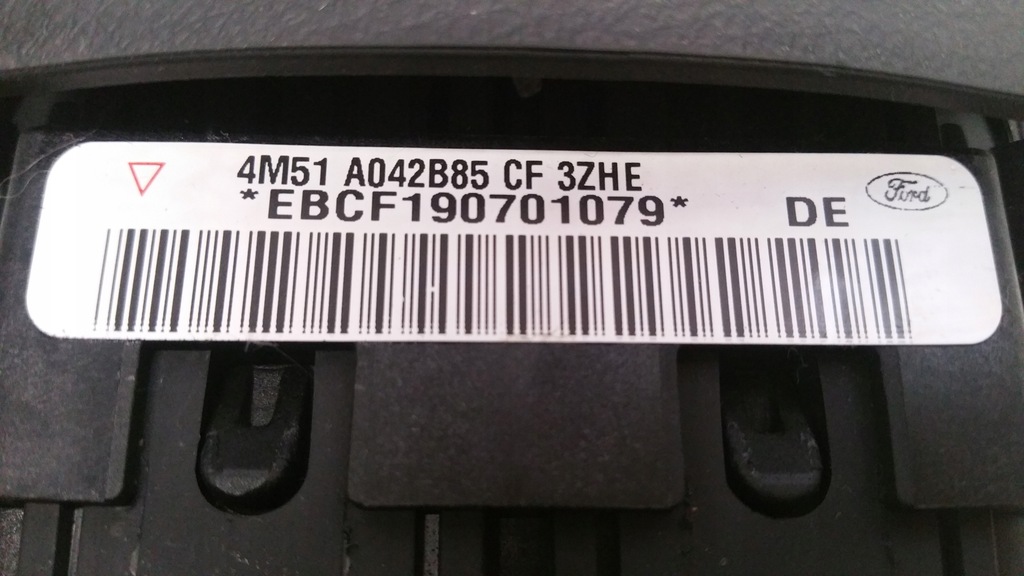 4M51 A042B85 CF 3ZHE
*EBCF190701079*
DE
Ford